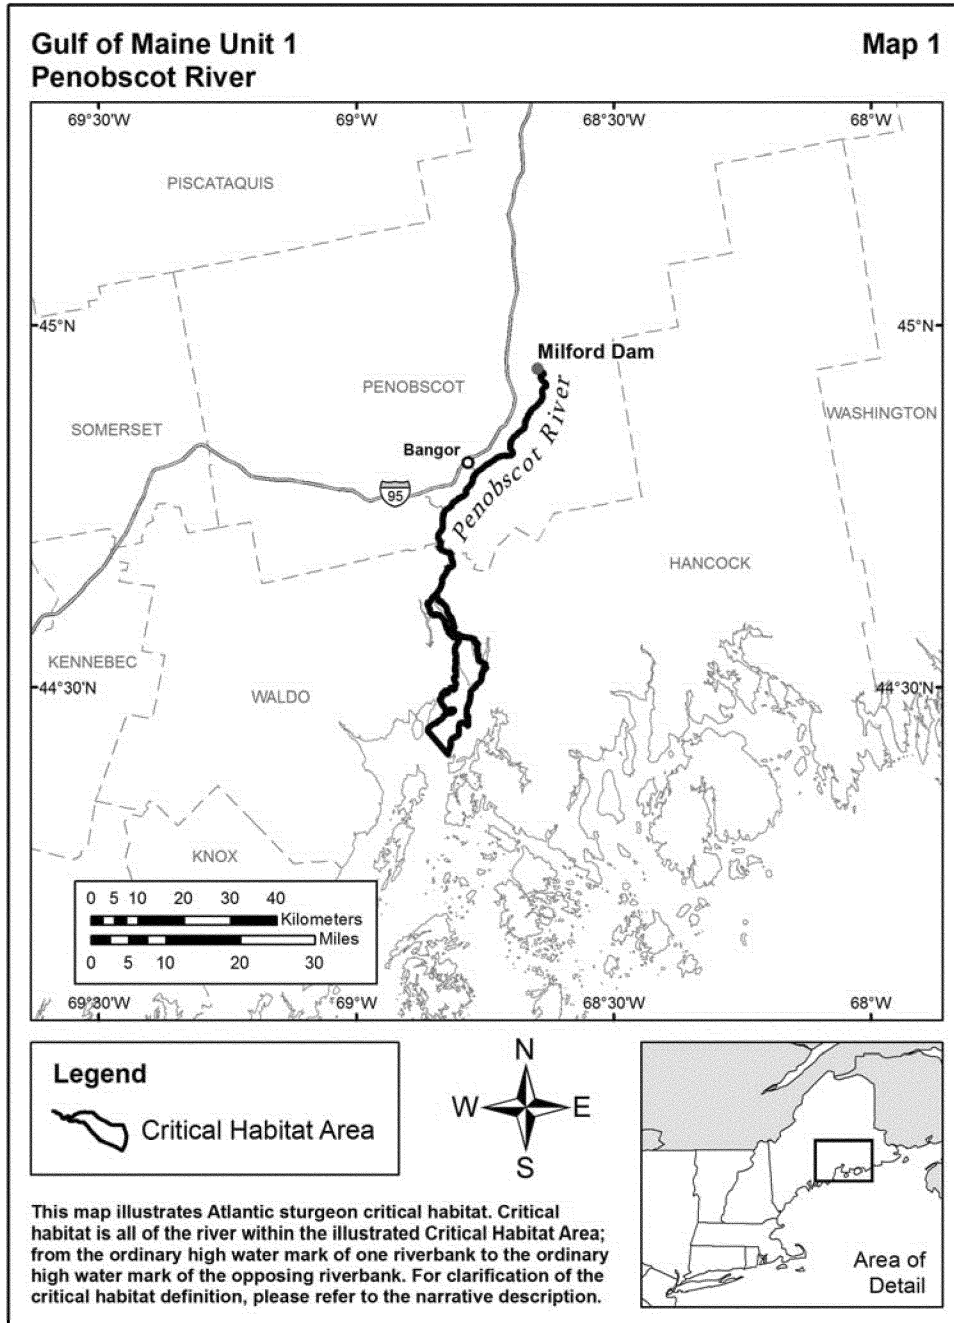 Gulf of Maine Unit 1
Map 1
Penobscot River
69°30'W
69°W
68°30'W
68°W
PISCATAQUIS
45°N
45°N
Milford Dam
PENOBSCOT
WASHINGTON
SOMERSET
Bangor
Penobscot River
95
HANCOCK
KENNEBEC
44°30'N
WALDO
44°30'N
KNOX
0 5 10 20 30 40
Kilometers
Miles
0 5 10 20 30
69°30'W
69°W
68°30'W
68°W
Legend
Critical Habitat Area
N
W
E
S
This map illustrates Atlantic sturgeon critical habitat. Critical
habitat is all of the river within the illustrated Critical Habitat Area;
from the ordinary high water mark of one riverbank to the ordinary
high water mark of the opposing riverbank. For clarification of the
critical habitat definition, please refer to the narrative description.
Area of
Detail